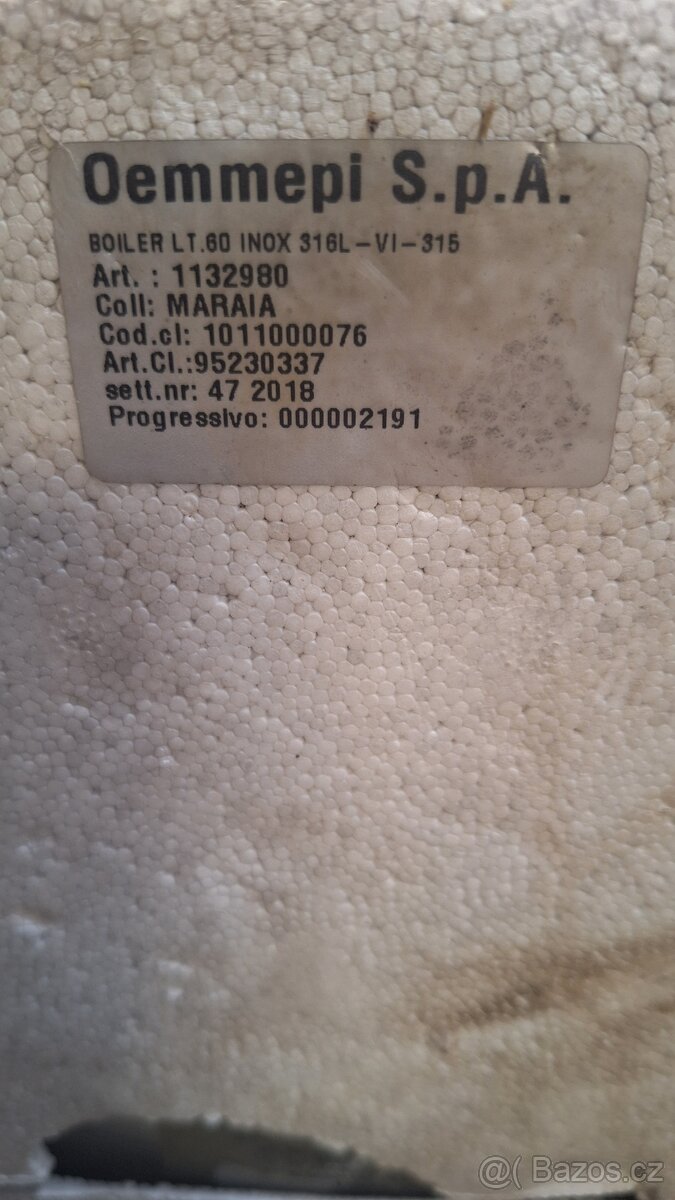 Oemmepi S.p.A.
BOILER LT.60 INOX 316L-VI-315
Art. : 1132980
Coll: MARAIA
Cod.cl: 1011000076
Art.Cl.:95230337
sett.nr: 47 2018
Progressivo: 000002191
@( Bazos.cz